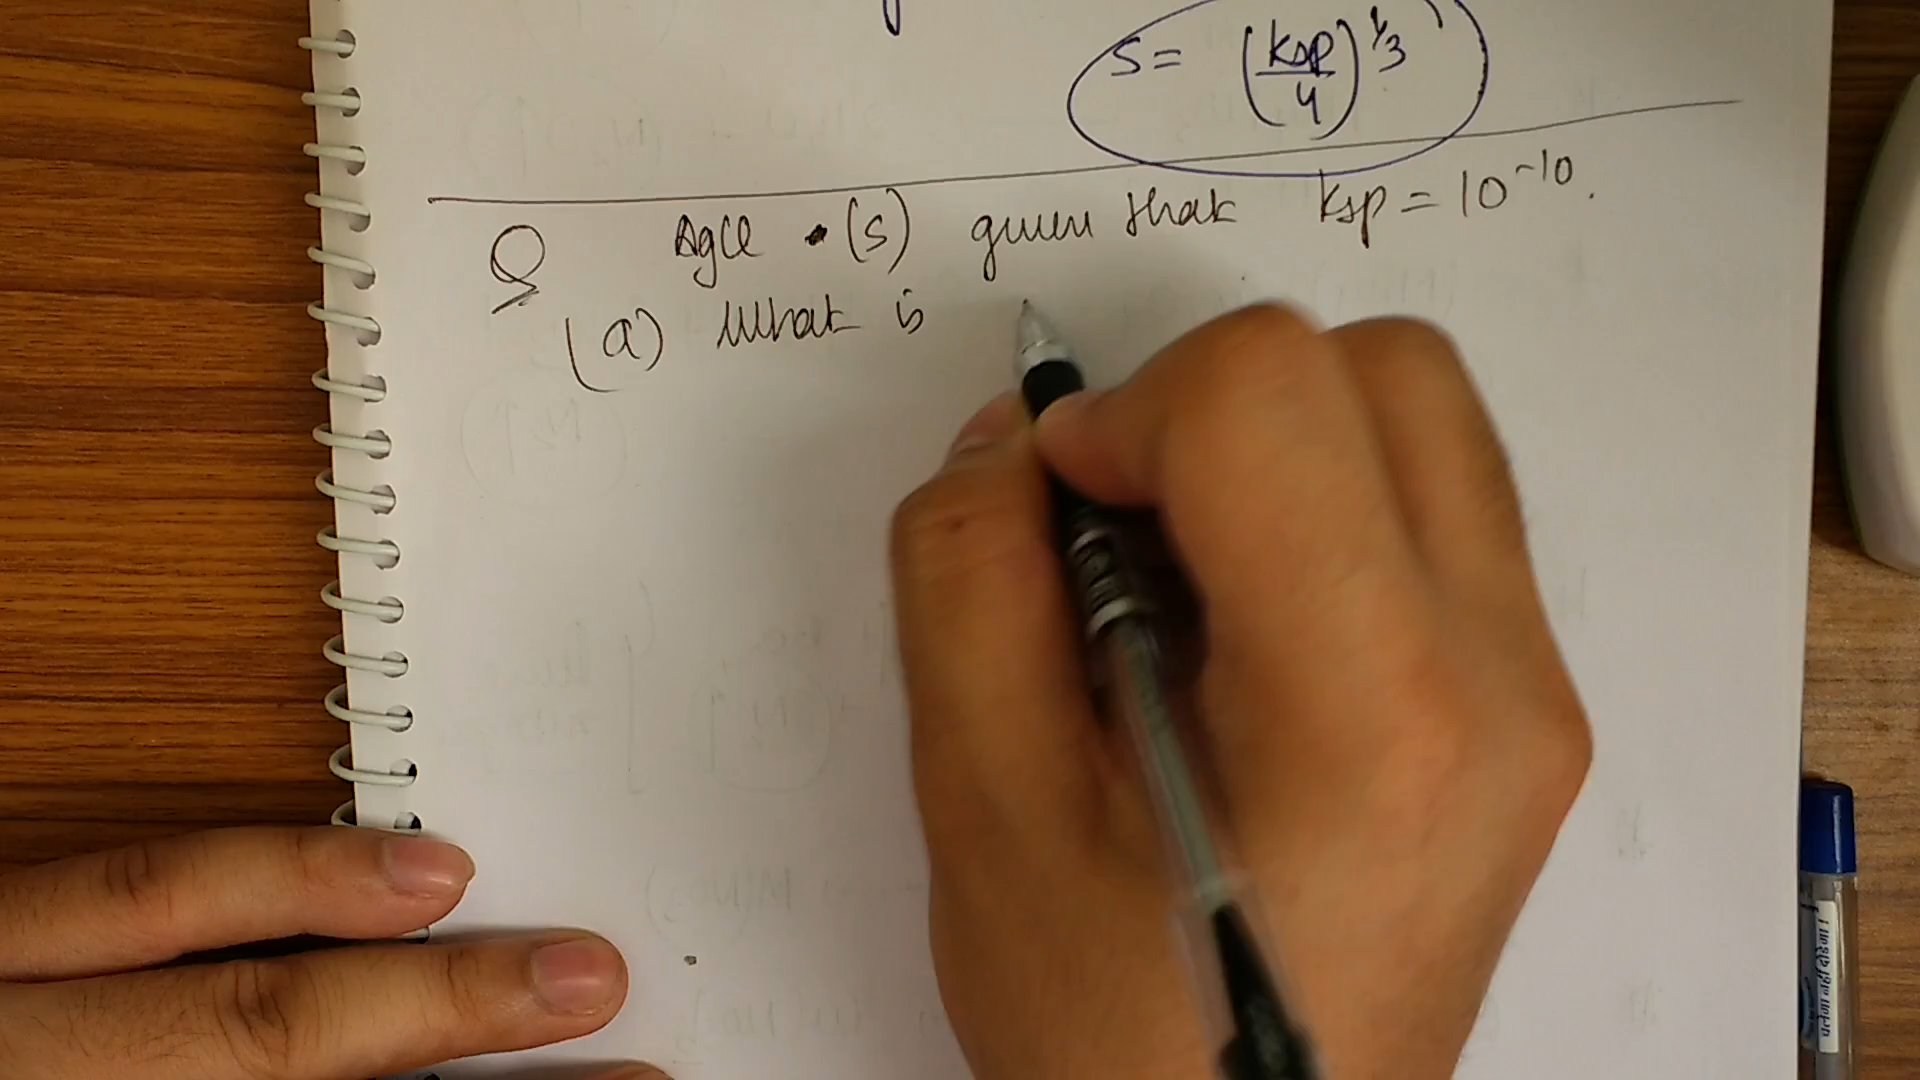 S = (Ksp/4)^1/3
Q AgCl (s) given that Ksp = 10^-10.
(a) What is